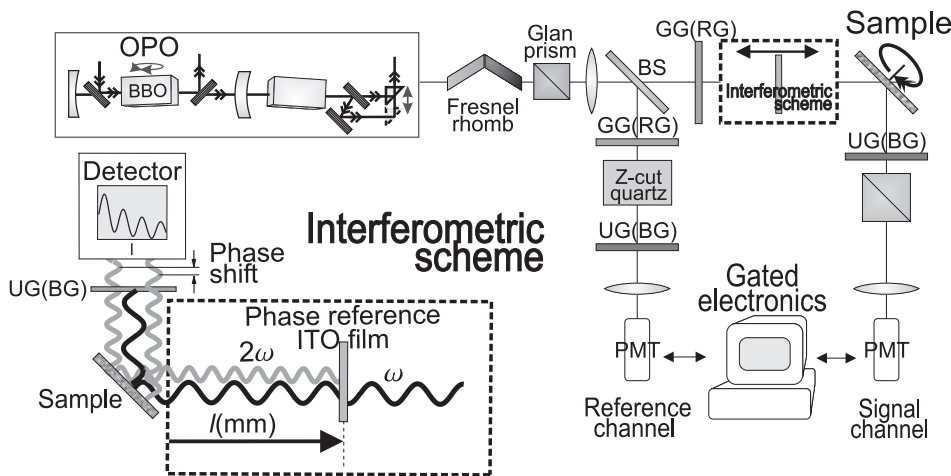 OPO
BBO
Fresnel
rhomb
Glan
prism
BS
GG(RG)
Interferometric
scheme
Sample
GG(RG)
Z-cut
quartz
UG(BG)
UG(BG)
PMT
Reference
channel
Gated
electronics
PMT
Signal
channel
Detector
I
Phase
shift
UG(BG)
Sample
Interferometric
scheme
Phase reference
ITO film
2ω
ω
l(mm)